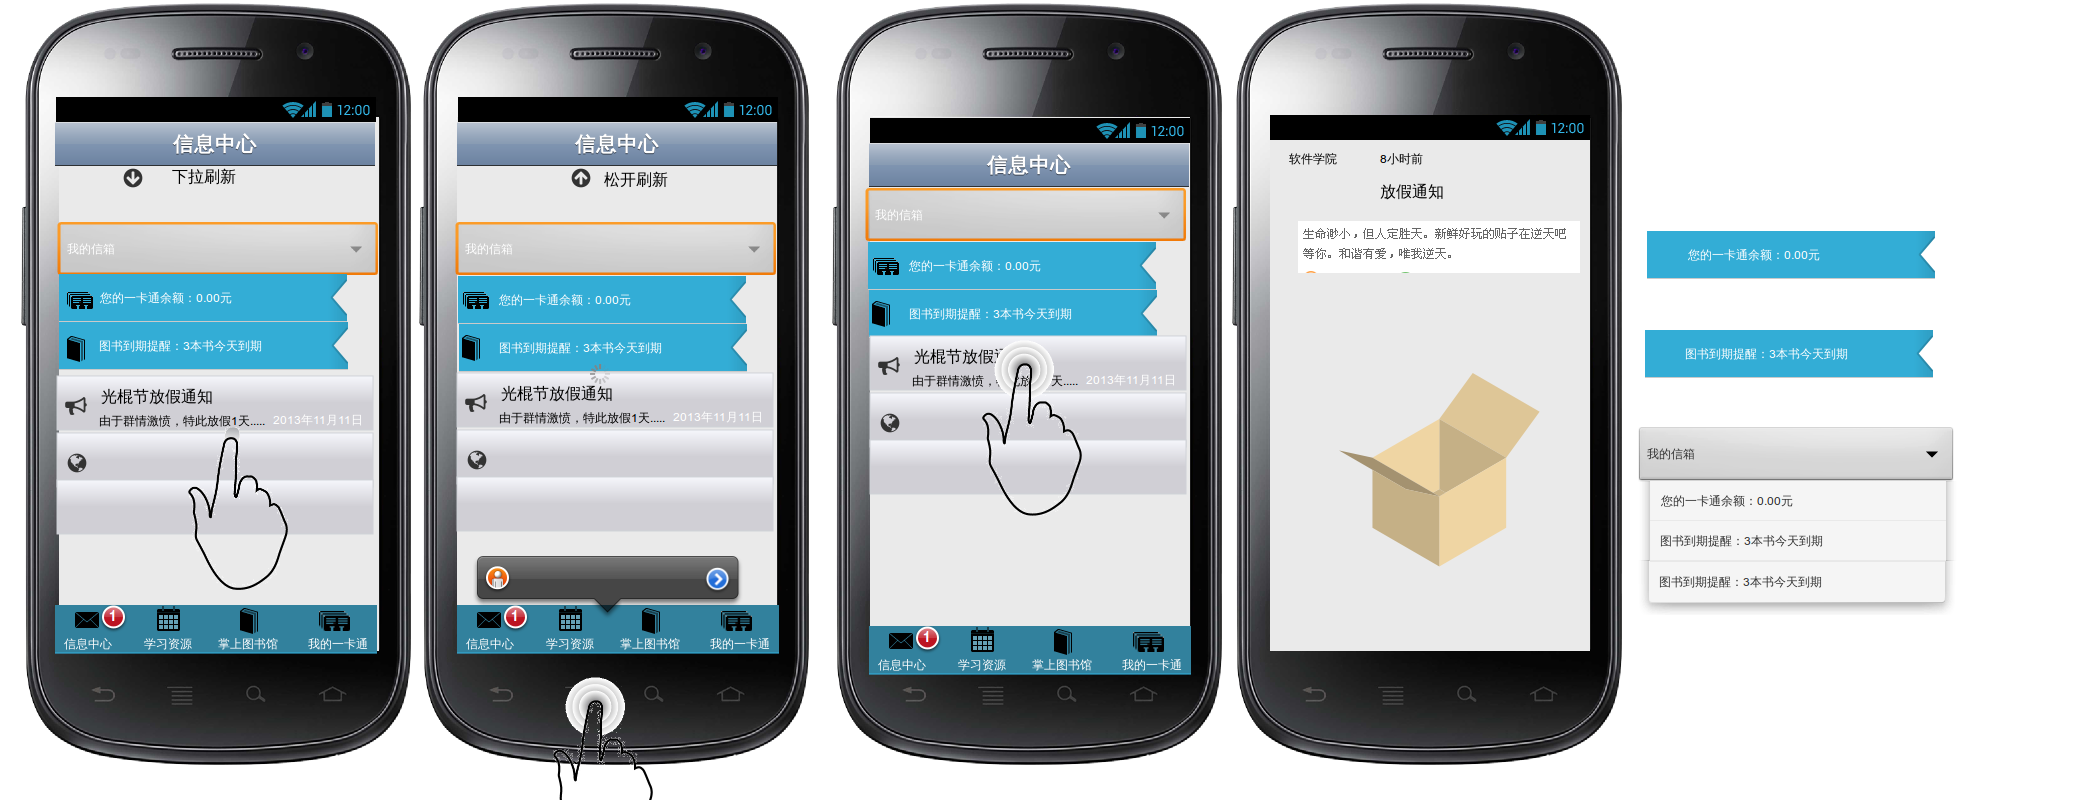 12:00
信息中心
下拉刷新
我的信箱
您的一卡通余额：0.00元
图书到期提醒：3本书今天到期
光棍节放假通知
由于群情激愤，特此放假1天..... 2013年11月11日
1
信息中心 学习资源 掌上图书馆 我的一卡通
12:00
信息中心
松开刷新
我的信箱
您的一卡通余额：0.00元
图书到期提醒：3本书今天到期
光棍节放假通知
由于群情激愤，特此放假1天..... 2013年11月11日
1
信息中心 学习资源 掌上图书馆 我的一卡通
12:00
信息中心
我的信箱
您的一卡通余额：0.00元
图书到期提醒：3本书今天到期
光棍节放假通
由于群情激愤，此放天..... 2013年11月11日
1
信息中心 学习资源 掌上图书馆 我的一卡通
12:00
软件学院 8小时前
放假通知
生命渺小，但人定胜天。新鲜好玩的贴子在逆天吧
等你。和谐有爱，唯我逆天。
您的一卡通余额：0.00元
图书到期提醒：3本书今天到期
我的信箱
您的一卡通余额：0.00元
图书到期提醒：3本书今天到期
图书到期提醒：3本书今天到期